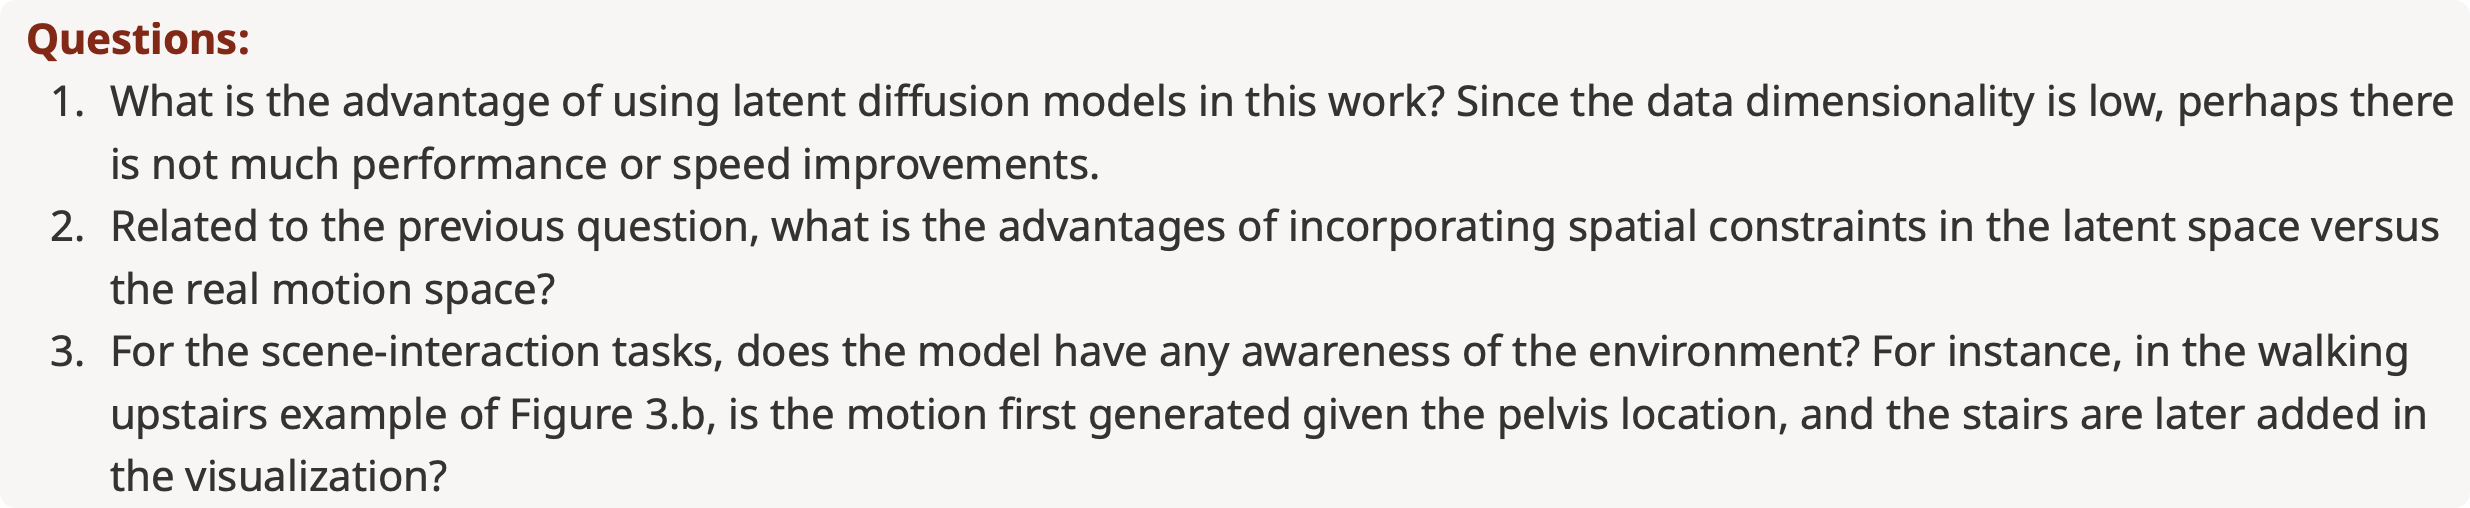 Questions:
1. What is the advantage of using latent diffusion models in this work? Since the data dimensionality is low, perhaps there
is not much performance or speed improvements.
2. Related to the previous question, what is the advantages of incorporating spatial constraints in the latent space versus
the real motion space?
3. For the scene-interaction tasks, does the model have any awareness of the environment? For instance, in the walking
upstairs example of Figure 3.b, is the motion first generated given the pelvis location, and the stairs are later added in
the visualization?